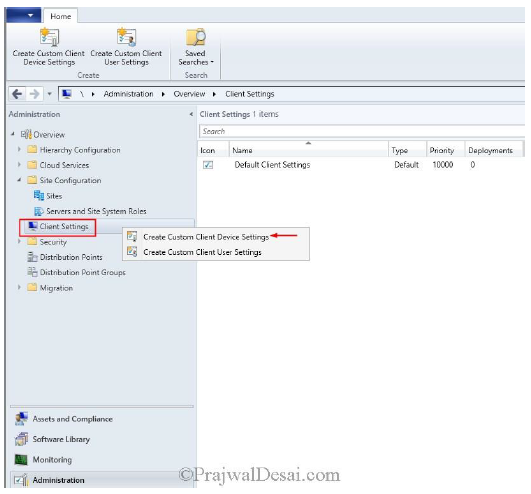 Home
Create Custom Client Device Settings
Create Custom Client User Settings
Saved Searches
Create
Search
\ Administration Overview Client Settings
Administration
Client Settings 1 items
Search
Icon Name Type Priority Deployments
Default Client Settings Default 10000 0
Overview
Hierarchy Configuration
Cloud Services
Site Configuration
Sites
Servers and Site System Roles
Client Settings
Create Custom Client Device Settings
Create Custom Client User Settings
Security
Distribution Points
Distribution Point Groups
Migration
Assets and Compliance
Software Library
Monitoring
Administration
©PrajwalDesai.com